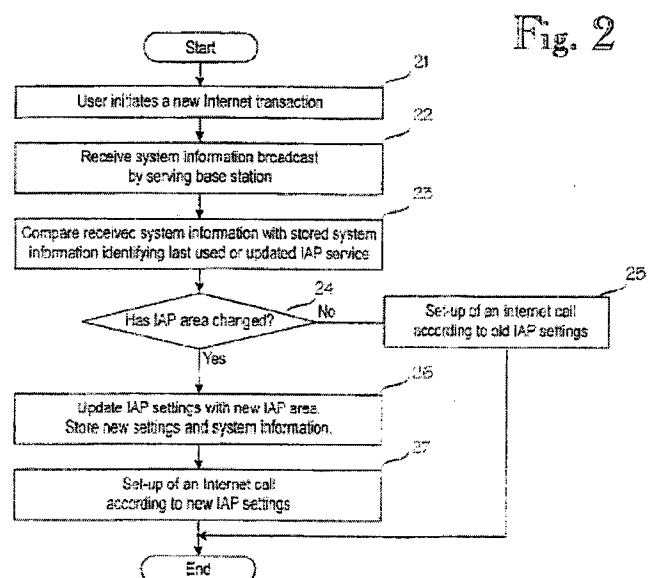 Fig. 2
Start
21
User initiates a new Internet transaction
22
Receive system information broadcast
by serving base station
23
Compare received system information with stored system
information identifying last used or updated IAP service
24
Has IAP area changed?
No
25
Set-up of an Internet call
according to old IAP settings
Yes
26
Update IAP settings with new IAP area.
Store new settings and system information.
27
Set-up of an Internet call
according to new IAP settings
End